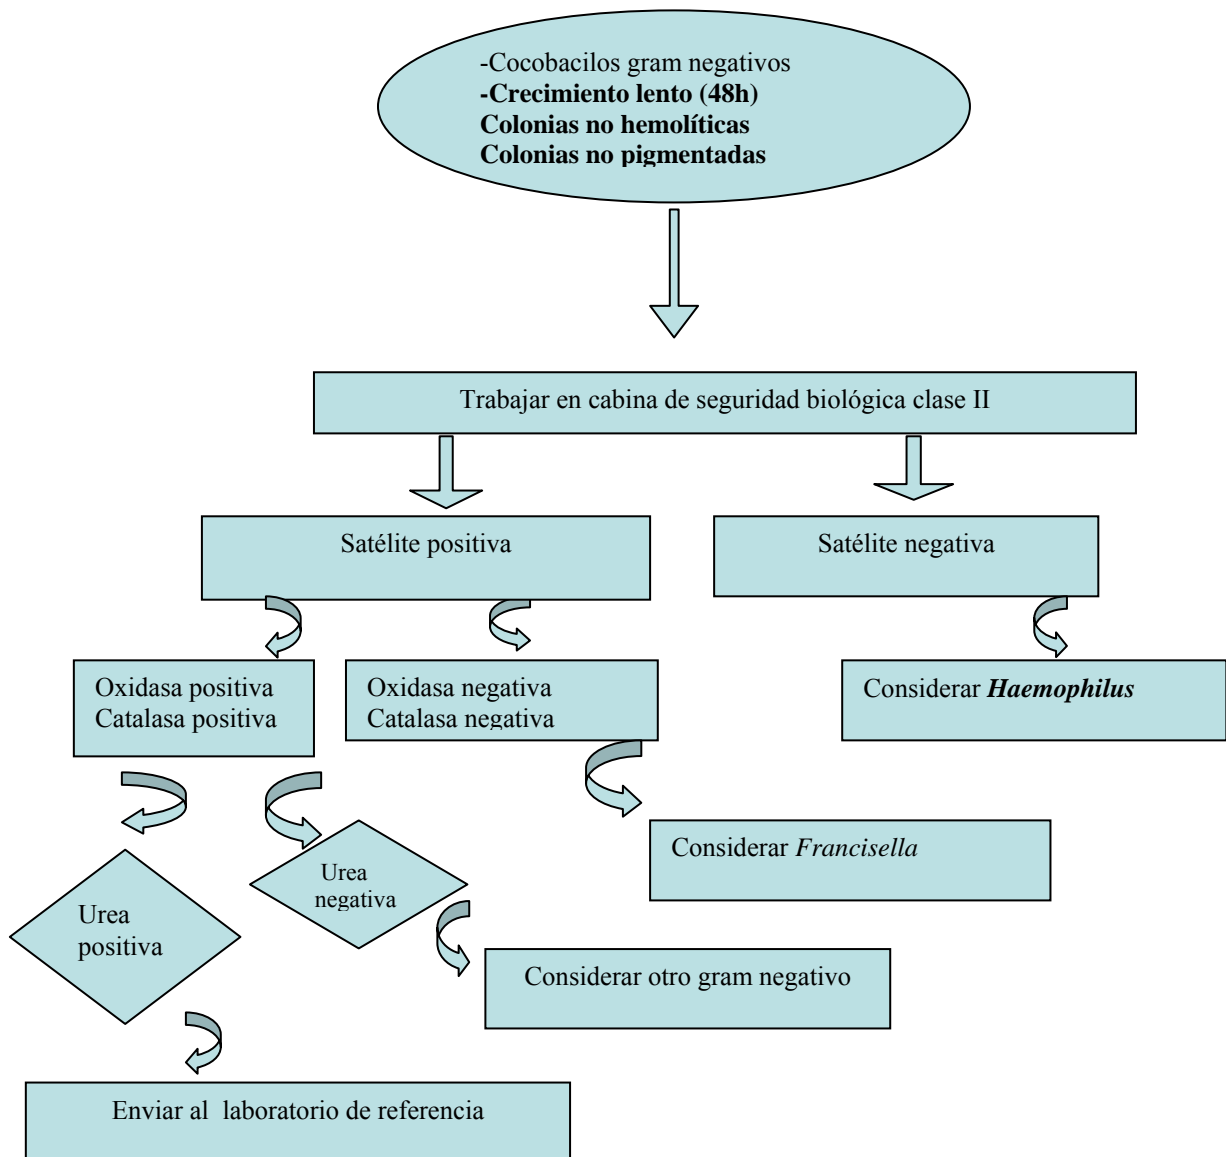 -Cocobacilos gram negativos
-Crecimiento lento (48h)
Colonias no hemolíticas
Colonias no pigmentadas
Trabajar en cabina de seguridad biológica clase II
Satélite positiva
Satélite negativa
Oxidasa positiva
Catalasa positiva
Oxidasa negativa
Catalasa negativa
Considerar Haemophilus
Considerar Francisella
Urea
negativa
Urea
positiva
Considerar otro gram negativo
Enviar al laboratorio de referencia